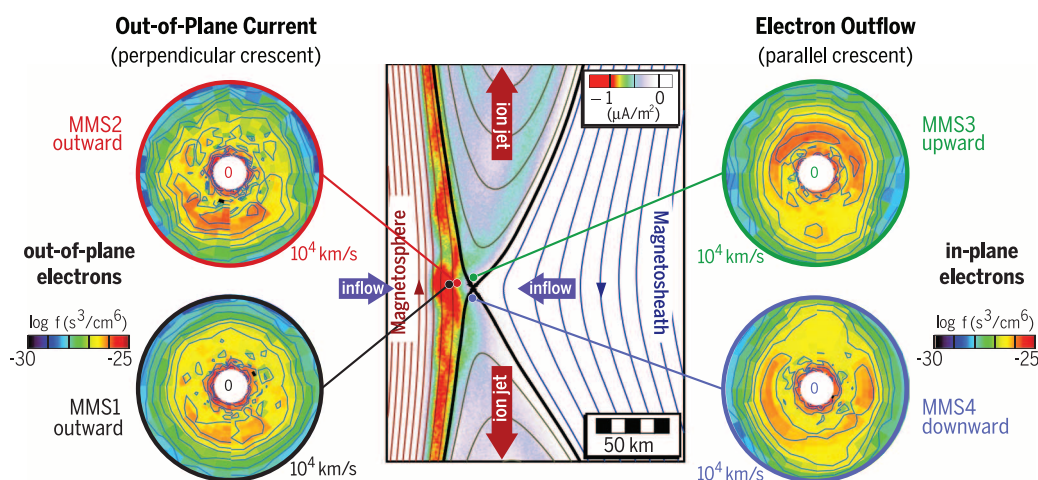 Out-of-Plane Current
(perpendicular crescent)
Electron Outflow
(parallel crescent)
MMS2
outward
0
10⁴ km/s
out-of-plane
electrons
log f (s³/cm⁶)
-30
-25
MMS1
outward
0
10⁴ km/s
ion jet
−1
0
(μA/m²)
Magnetosphere
inflow
inflow
Magnetosheath
ion jet
50 km
MMS3
upward
0
10⁴ km/s
in-plane
electrons
log f (s³/cm⁶)
-30
-25
MMS4
downward
0
10⁴ km/s